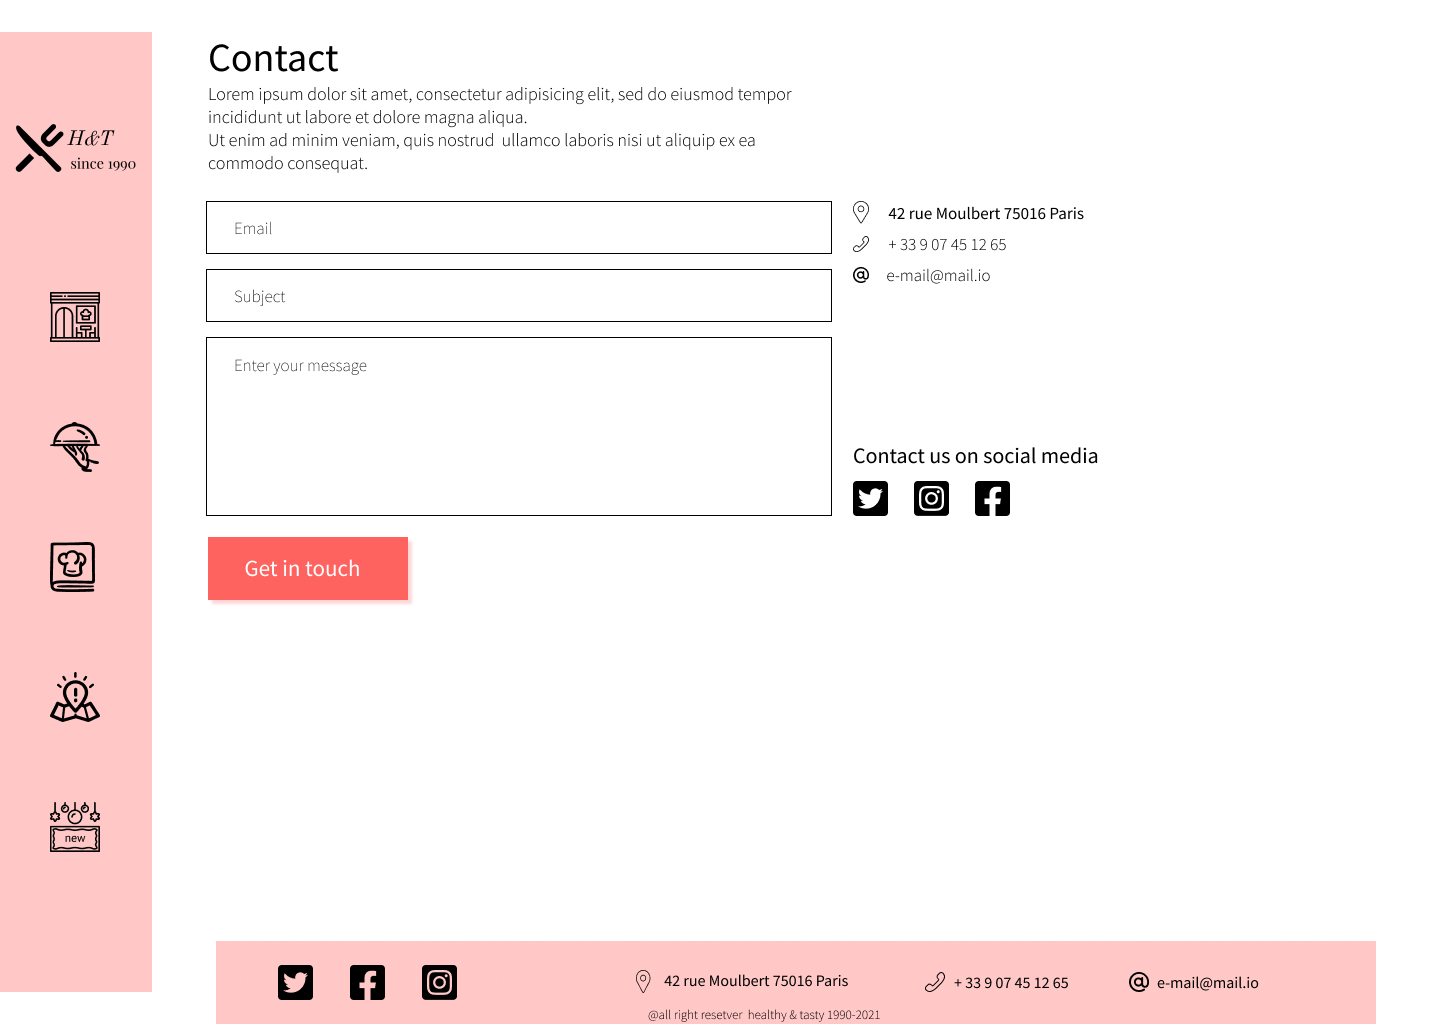 H&T
since 1990
new
Contact
Lorem ipsum dolor sit amet, consectetur adipisicing elit, sed do eiusmod tempor
incididunt ut labore et dolore magna aliqua.
Ut enim ad minim veniam, quis nostrud  ullamco laboris nisi ut aliquip ex ea
commodo consequat.
Email
Subject
Enter your message
Get in touch
42 rue Moulbert 75016 Paris
+ 33 9 07 45 12 65
e-mail@mail.io
Contact us on social media
42 rue Moulbert 75016 Paris
+ 33 9 07 45 12 65
e-mail@mail.io
@all right resetver  healthy & tasty 1990-2021